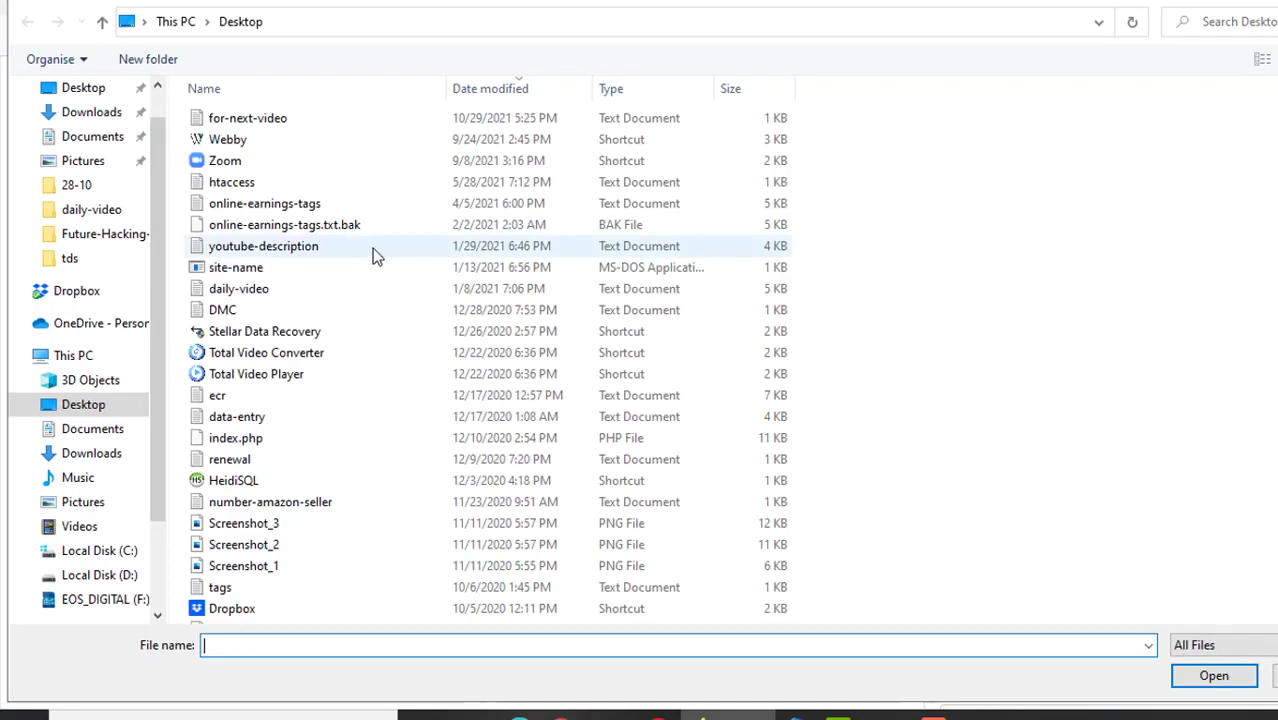 This PC > Desktop
Search Deskto
Organise
New folder
Name Date modified Type Size
Desktop
Downloads
Documents
Pictures
28-10
daily-video
Future-Hacking-
tds
Dropbox
OneDrive - Person
This PC
3D Objects
Desktop
Documents
Downloads
Music
Pictures
Videos
Local Disk (C:)
Local Disk (D:)
EOS_DIGITAL (F:)
for-next-video 10/29/2021 5:25 PM Text Document 1 KB
Webby 9/24/2021 2:45 PM Shortcut 3 KB
Zoom 9/8/2021 3:16 PM Shortcut 2 KB
htaccess 5/28/2021 7:12 PM Text Document 1 KB
online-earnings-tags 4/5/2021 6:00 PM Text Document 5 KB
online-earnings-tags.txt.bak 2/2/2021 2:03 AM BAK File 5 KB
youtube-description 1/29/2021 6:46 PM Text Document 4 KB
site-name 1/13/2021 6:56 PM MS-DOS Applicati... 1 KB
daily-video 1/8/2021 7:06 PM Text Document 5 KB
DMC 12/28/2020 7:53 PM Text Document 1 KB
Stellar Data Recovery 12/26/2020 2:57 PM Shortcut 2 KB
Total Video Converter 12/22/2020 6:36 PM Shortcut 2 KB
Total Video Player 12/22/2020 6:36 PM Shortcut 2 KB
ecr 12/17/2020 12:57 PM Text Document 7 KB
data-entry 12/17/2020 1:08 AM Text Document 4 KB
index.php 12/10/2020 2:54 PM PHP File 11 KB
renewal 12/9/2020 7:20 PM Text Document 1 KB
HeidiSQL 12/3/2020 4:18 PM Shortcut 2 KB
number-amazon-seller 11/23/2020 9:51 AM Text Document 1 KB
Screenshot_3 11/11/2020 5:57 PM PNG File 12 KB
Screenshot_2 11/11/2020 5:57 PM PNG File 11 KB
Screenshot_1 11/11/2020 5:55 PM PNG File 6 KB
tags 10/6/2020 1:45 PM Text Document 1 KB
Dropbox 10/5/2020 12:11 PM Shortcut 2 KB
File name:
All Files
Open